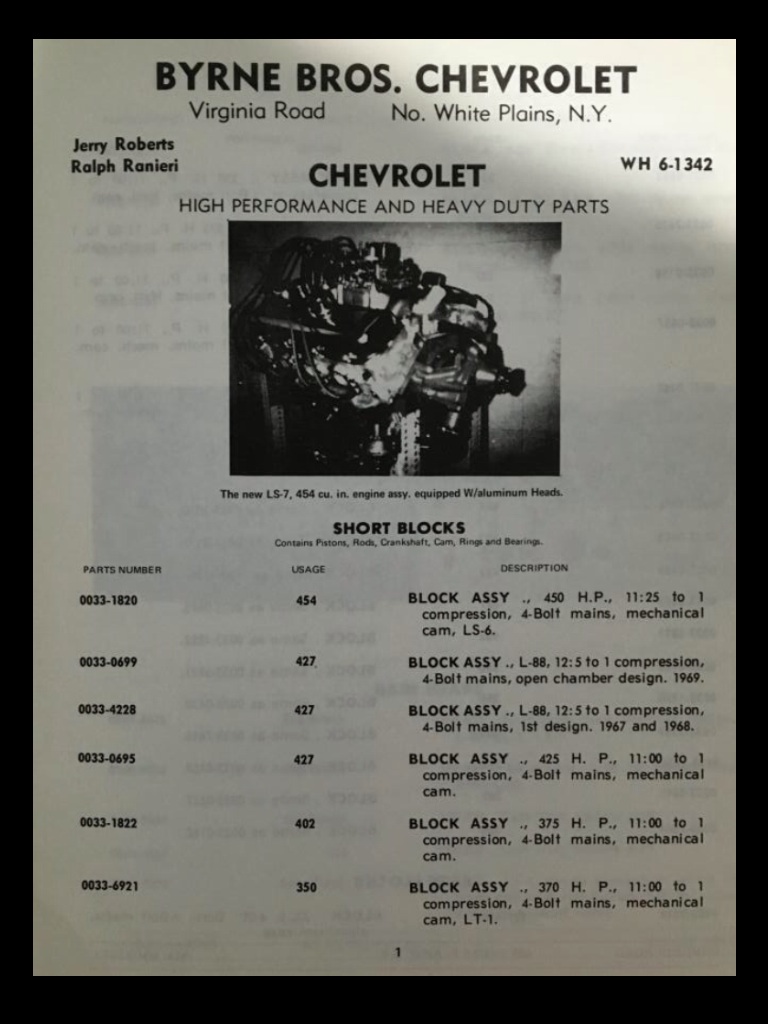 BYRNE BROS. CHEVROLET
Virginia Road No. White Plains, N.Y.
Jerry Roberts
Ralph Ranieri
WH 6-1342
CHEVROLET
HIGH PERFORMANCE AND HEAVY DUTY PARTS
The new LS-7, 454 cu. in. engine assy. equipped W/aluminum Heads.
SHORT BLOCKS
Contains Pistons, Rods, Crankshaft, Cam, Rings and Bearings.
PARTS NUMBER USAGE DESCRIPTION
0033-1820 454 BLOCK ASSY ., 450 H.P., 11:25 to 1
compression, 4-Bolt mains, mechanical
cam, LS-6.
0033-0699 427. BLOCK ASSY ., L-88, 12:5 to 1 compression,
4-Bolt mains, open chamber design. 1969.
0033-4228 427 BLOCK ASSY ., L-88, 12:5 to 1 compression,
4-Bolt mains, 1st design. 1967 and 1968.
0033-0695 427 BLOCK ASSY ., 425 H. P., 11:00 to 1
compression, 4-Bolt mains, mechanical
cam.
0033-1822 402 BLOCK ASSY ., 375 H. P., 11:00 to 1
compression, 4-Bolt mains, mechanical
cam.
0033-6921 350 BLOCK ASSY ., 370 H. P., 11:00 to 1
compression, 4-Bolt mains, mechanical
cam, LT-1.
1